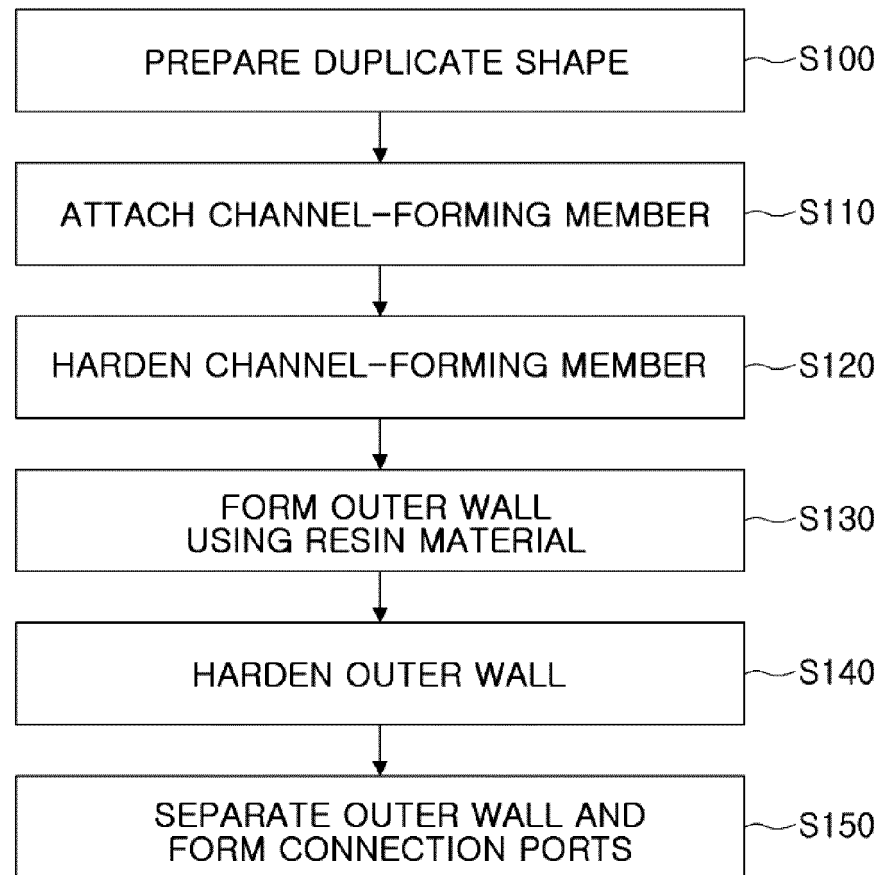 PREPARE DUPLICATE SHAPE
S100
ATTACH CHANNEL-FORMING MEMBER
S110
HARDEN CHANNEL-FORMING MEMBER
S120
FORM OUTER WALL
USING RESIN MATERIAL
S130
HARDEN OUTER WALL
S140
SEPARATE OUTER WALL AND
FORM CONNECTION PORTS
S150